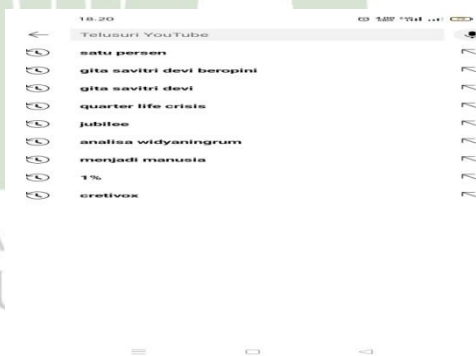 18.20
Telusuri YouTube
satu persen
gita savitri devi beropini
gita savitri devi
quarter life crisis
jubilee
analisa widyaningrum
menjadi manusia
1%
cretivox